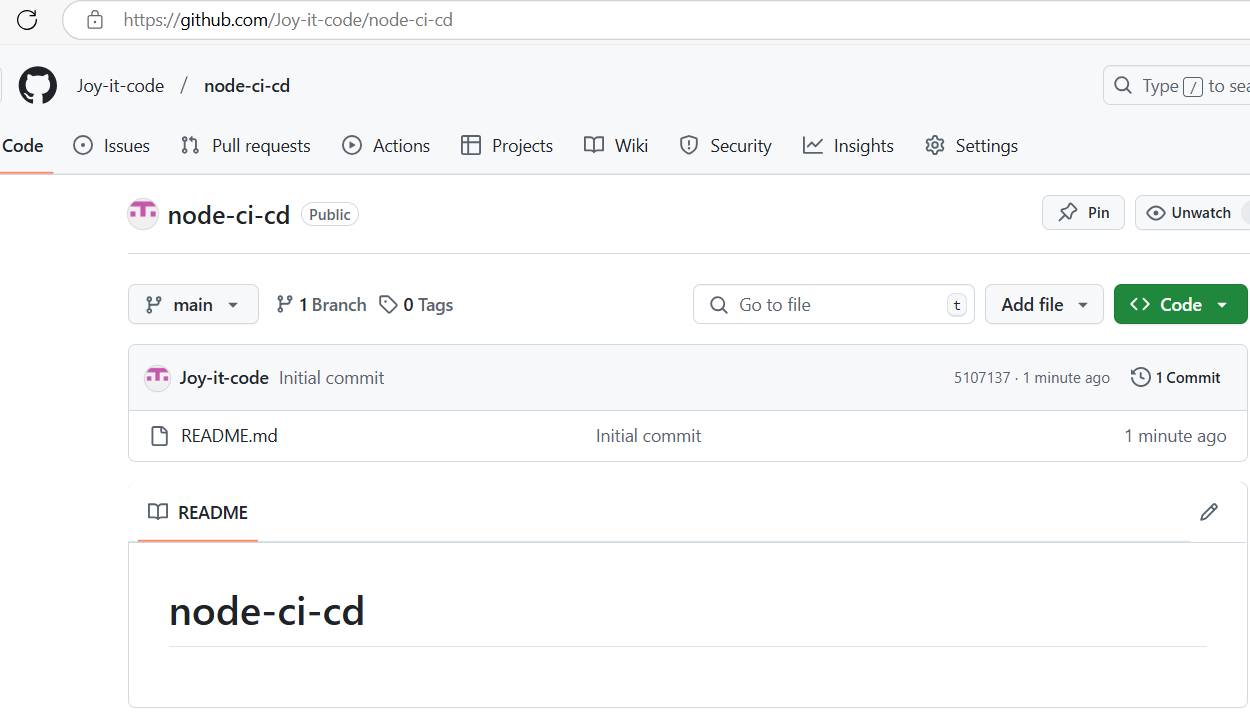 https://github.com/Joy-it-code/node-ci-cd
Joy-it-code / node-ci-cd
Type / to sea
Code Issues Pull requests Actions Projects Wiki Security Insights Settings
node-ci-cd Public Pin Unwatch
main 1 Branch 0 Tags Go to file t Add file Code
Joy-it-code Initial commit 5107137 · 1 minute ago 1 Commit
README.md Initial commit 1 minute ago
README
node-ci-cd